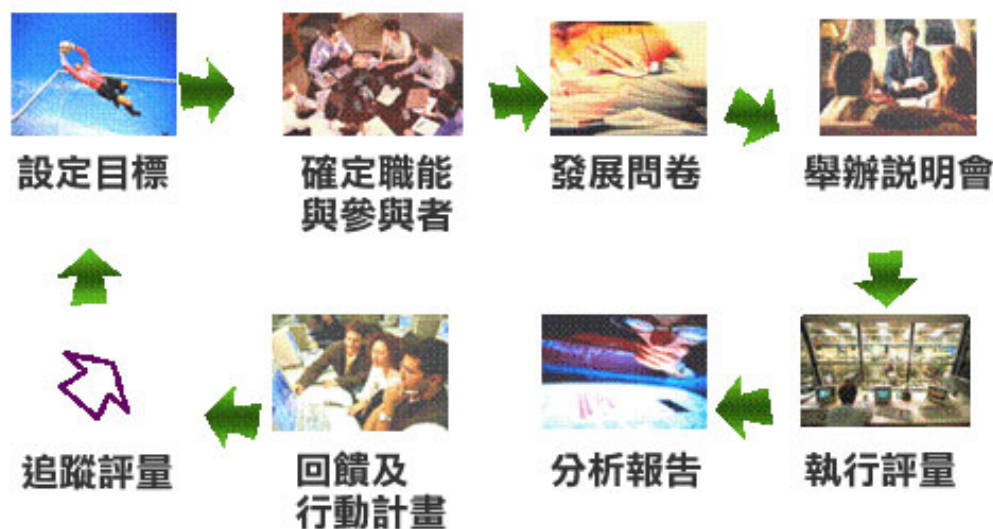 設定目標
確定職能
與參與者
發展問卷
舉辦説明會
執行評量
分析報告
回饋及
行動計畫
追蹤評量